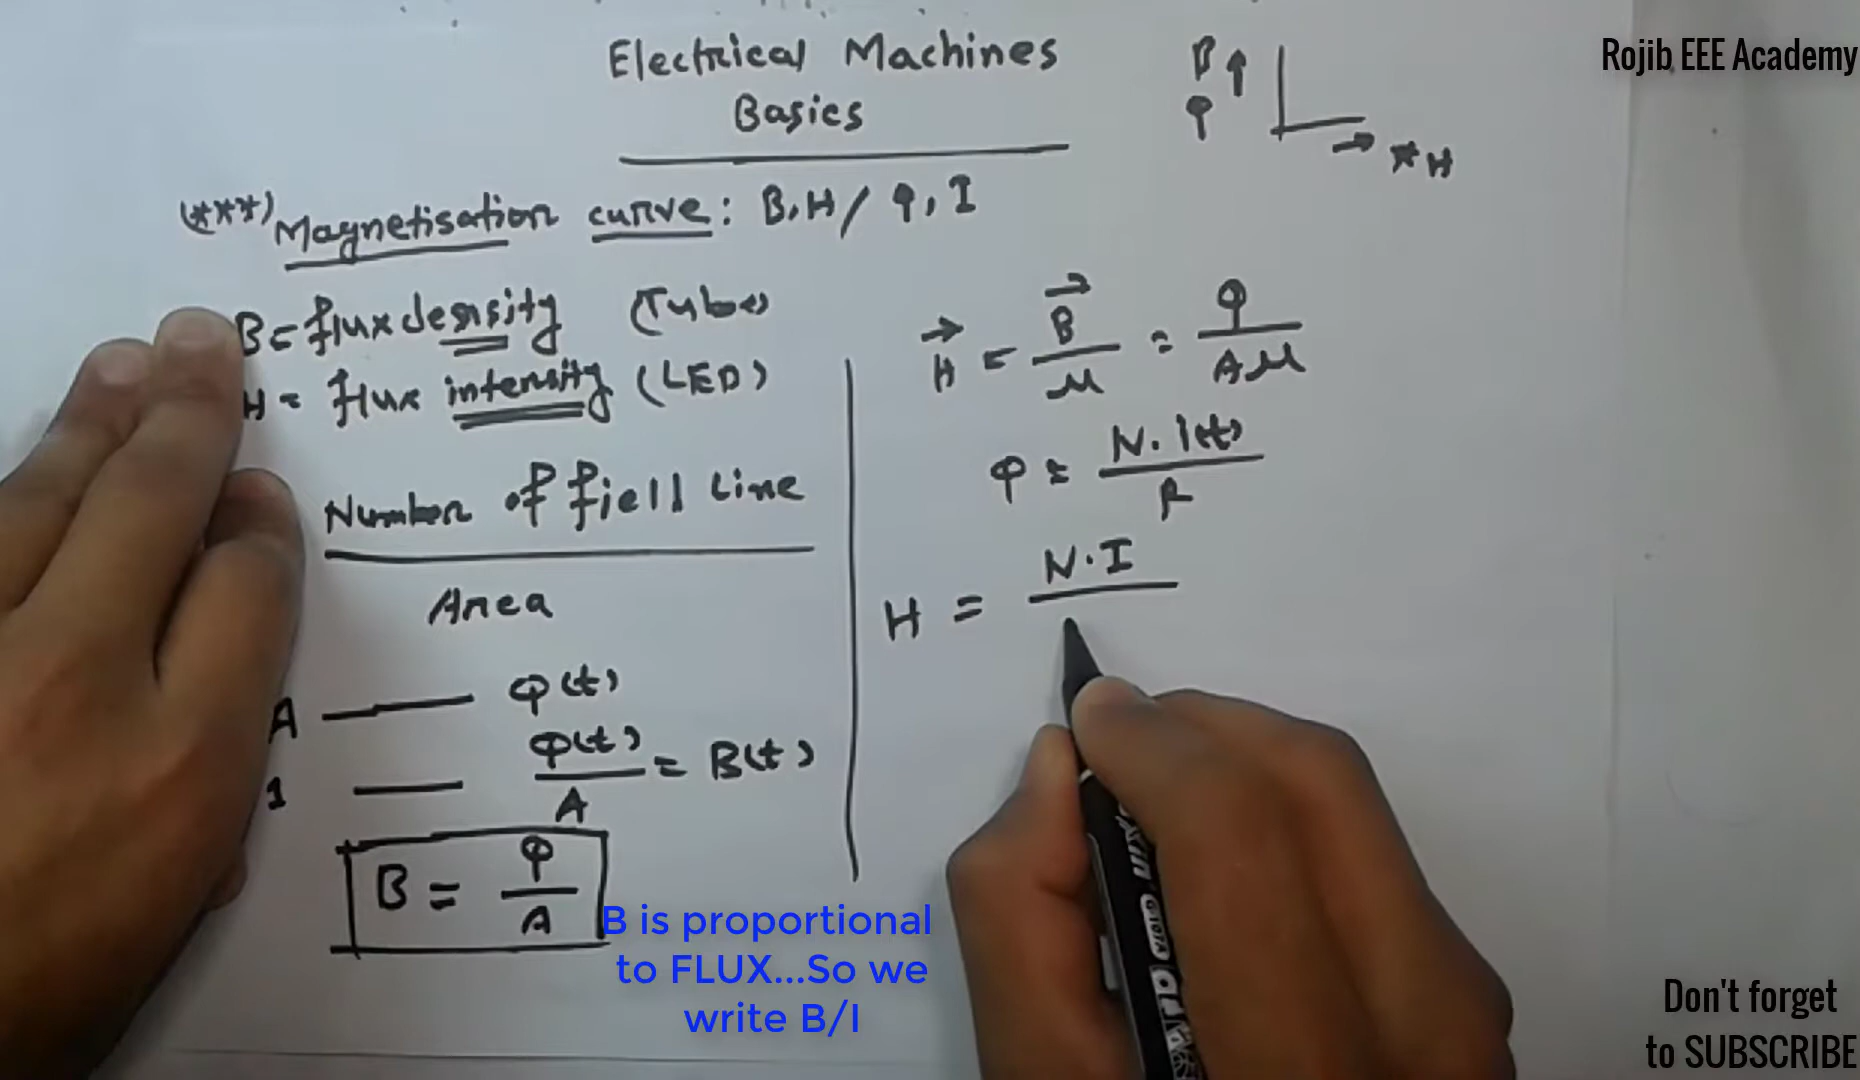 Electrical Machines
Basics
B
φ
H
Rojib EEE Academy
(***) Magnetisation curve: B,H/ φ, I
B= flux density (Tube)
H= flux intensity (LED)
Number of field Line
Area
A φ(t)
1 φ(t)/A = B(t)
B = φ/A
H = B/μ = φ/Aμ
φ = N.i(t)/R
H = N.I
B is proportional
to FLUX...So we
write B/I
Don't forget
to SUBSCRIBE